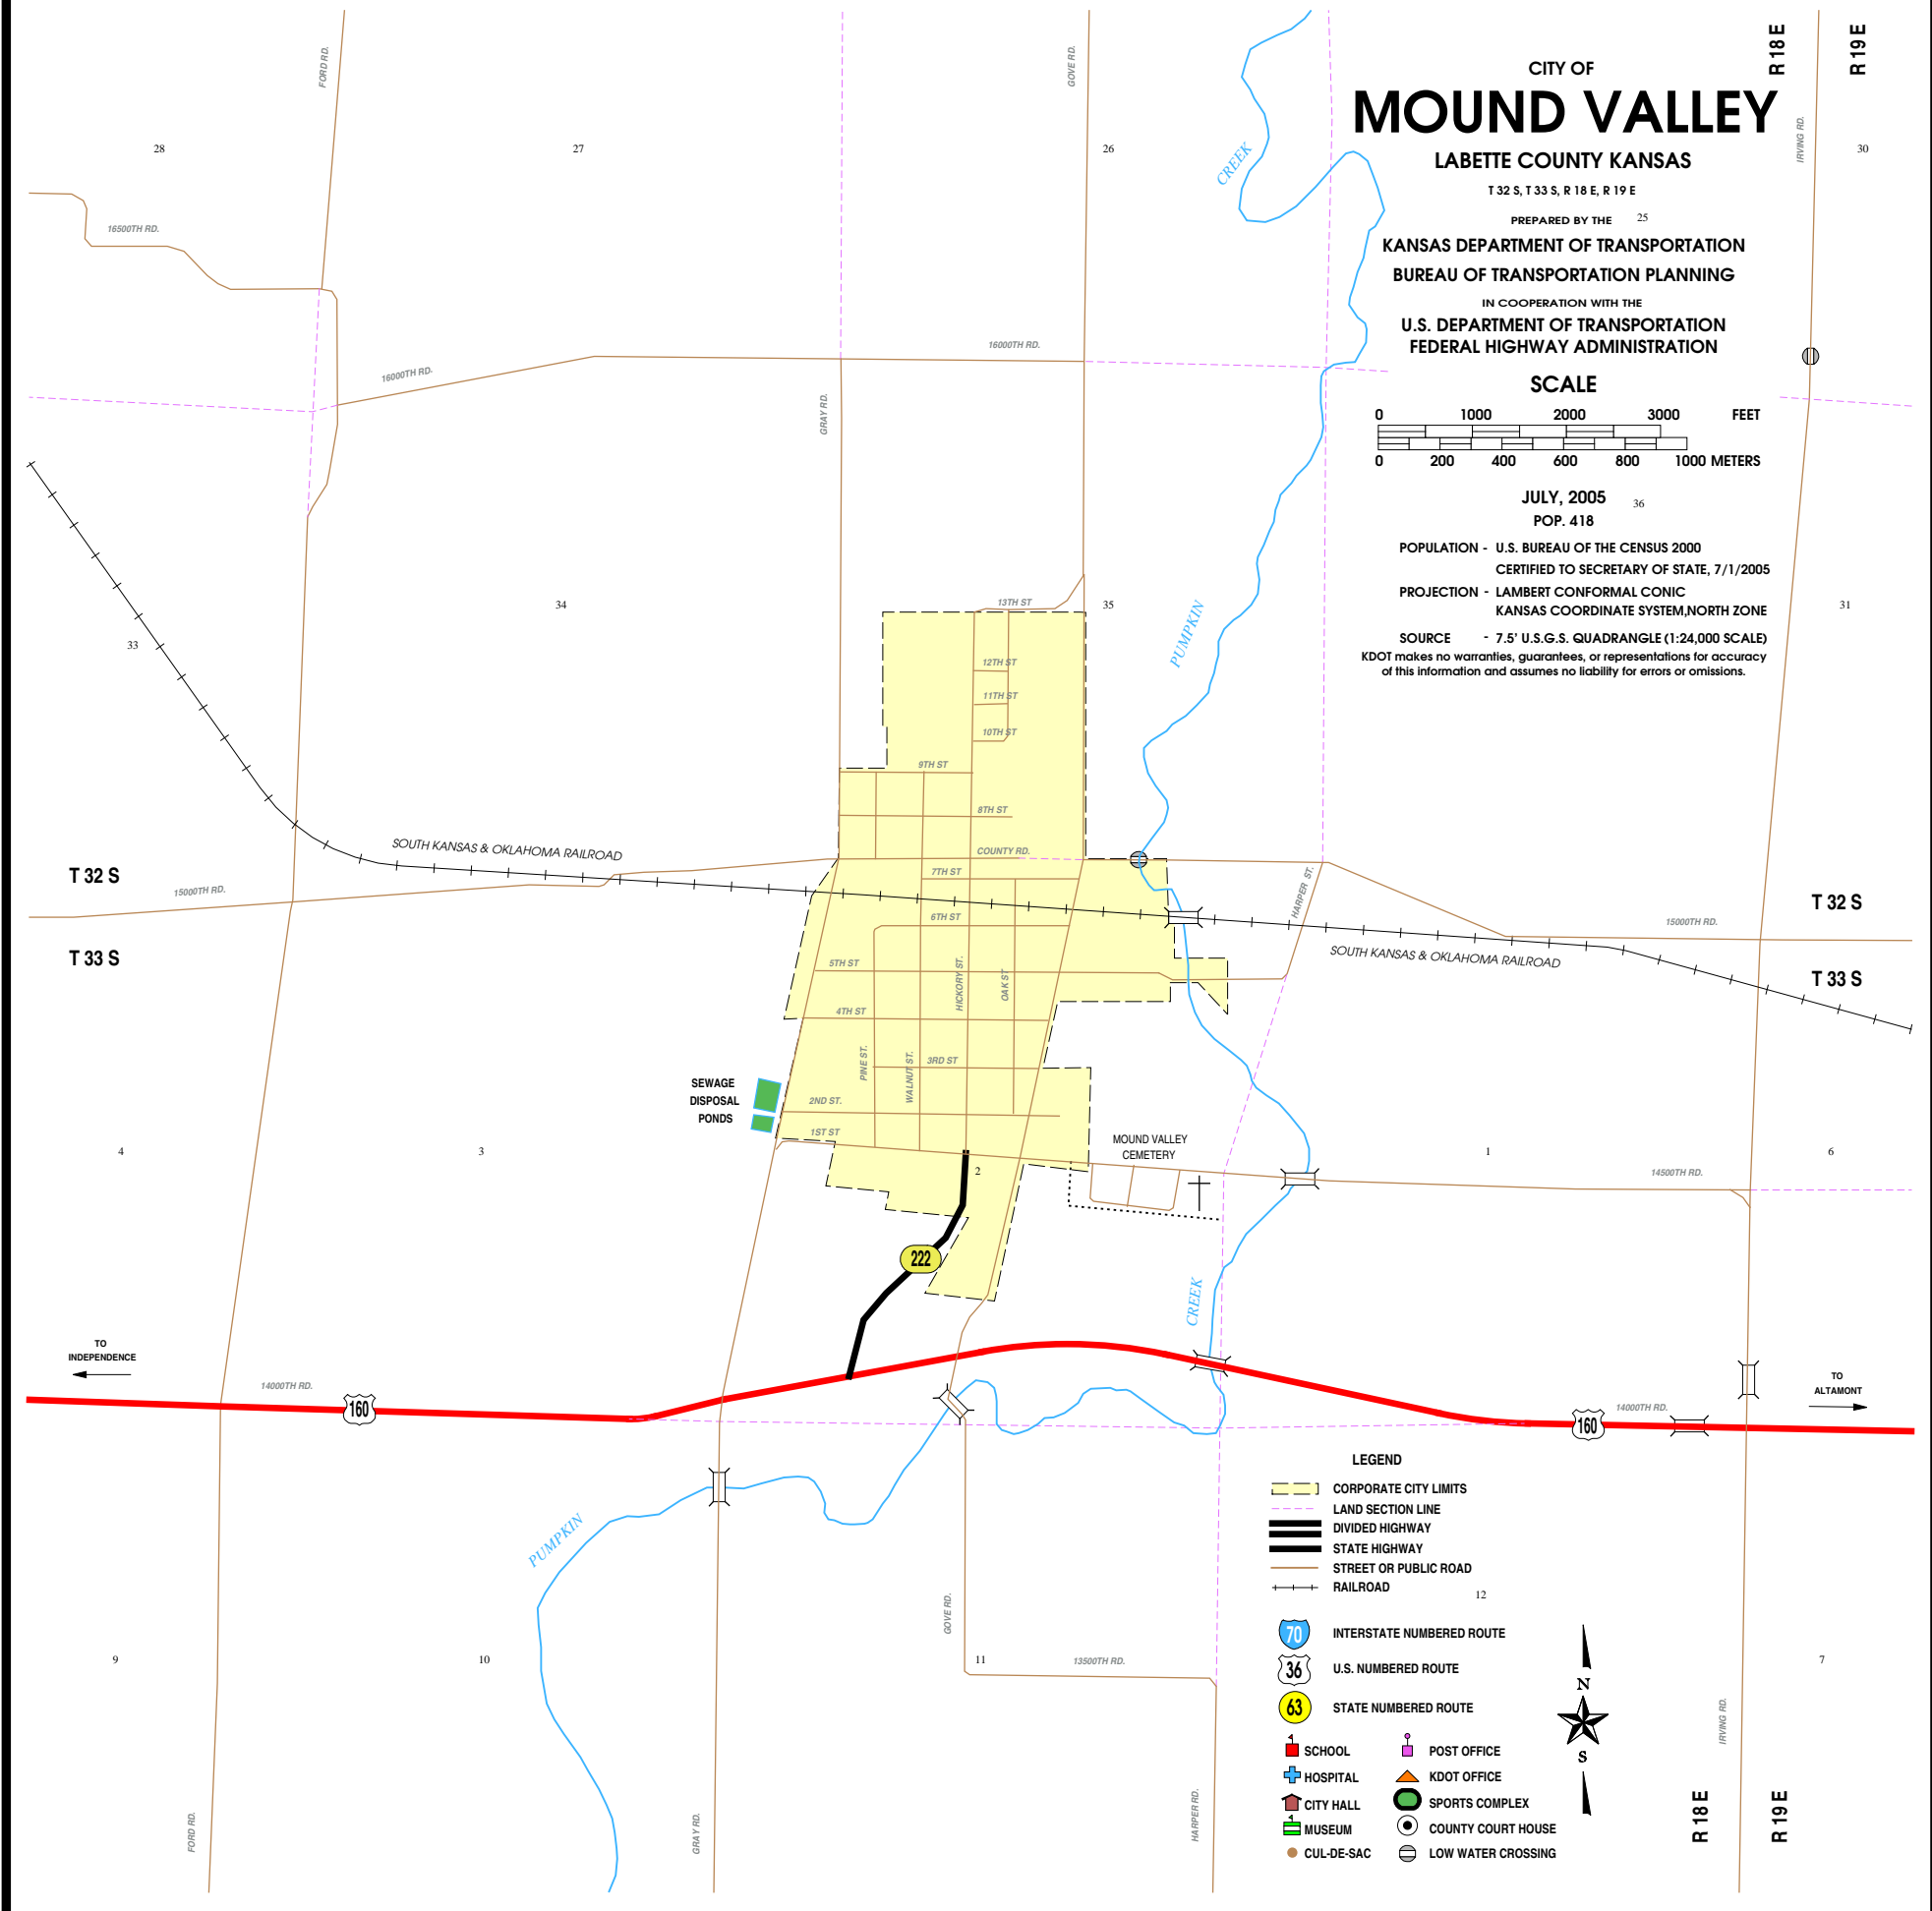 CITY OF
MOUND VALLEY
LABETTE COUNTY KANSAS
T 32 S, T 33 S, R 18 E, R 19 E
PREPARED BY THE
KANSAS DEPARTMENT OF TRANSPORTATION
BUREAU OF TRANSPORTATION PLANNING
IN COOPERATION WITH THE
U.S. DEPARTMENT OF TRANSPORTATION
FEDERAL HIGHWAY ADMINISTRATION
SCALE
0 1000 2000 3000 FEET
0 200 400 600 800 1000 METERS
JULY, 2005
POP. 418
POPULATION - U.S. BUREAU OF THE CENSUS 2000
CERTIFIED TO SECRETARY OF STATE, 7/1/2005
PROJECTION - LAMBERT CONFORMAL CONIC
KANSAS COORDINATE SYSTEM,NORTH ZONE
SOURCE - 7.5' U.S.G.S. QUADRANGLE (1:24,000 SCALE)
KDOT makes no warranties, guarantees, or representations for accuracy
of this information and assumes no liability for errors or omissions.
R 18 E
R 19 E
FORD RD.
GOVE RD.
IRVING RD.
28
27
26
25
30
CREEK
16500TH RD.
16000TH RD.
16000TH RD.
GRAY RD.
36
33
34
35
31
PUMPKIN
13TH ST
12TH ST
11TH ST
10TH ST
9TH ST
8TH ST
COUNTY RD.
7TH ST
6TH ST
5TH ST
4TH ST
3RD ST
2ND ST.
1ST ST
PINE ST.
WALNUT ST.
HICKORY ST.
OAK ST
HARPER ST.
SOUTH KANSAS & OKLAHOMA RAILROAD
SOUTH KANSAS & OKLAHOMA RAILROAD
T 32 S
15000TH RD.
T 33 S
T 32 S
15000TH RD.
T 33 S
SEWAGE
DISPOSAL
PONDS
MOUND VALLEY
CEMETERY
4
3
2
1
6
14500TH RD.
222
CREEK
TO
INDEPENDENCE
14000TH RD.
160
TO
ALTAMONT
14000TH RD.
160
PUMPKIN
GOVE RD.
13500TH RD.
9
10
11
12
7
FORD RD.
GRAY RD.
HARPER RD.
IRVING RD.
R 18 E
R 19 E
LEGEND
CORPORATE CITY LIMITS
LAND SECTION LINE
DIVIDED HIGHWAY
STATE HIGHWAY
STREET OR PUBLIC ROAD
RAILROAD
70 INTERSTATE NUMBERED ROUTE
36 U.S. NUMBERED ROUTE
63 STATE NUMBERED ROUTE
SCHOOL
HOSPITAL
CITY HALL
MUSEUM
CUL-DE-SAC
POST OFFICE
KDOT OFFICE
SPORTS COMPLEX
COUNTY COURT HOUSE
LOW WATER CROSSING
N
S